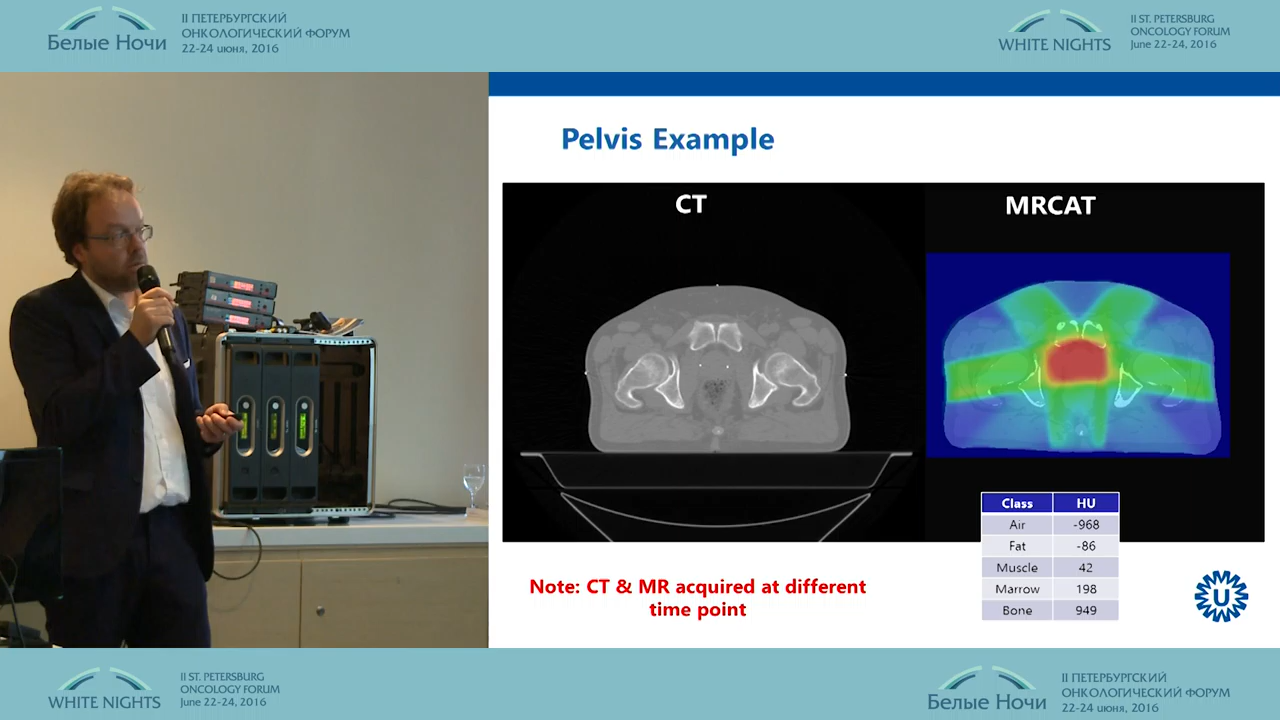 Белые Ночи
II ПЕТЕРБУРГСКИЙ
ОНКОЛОГИЧЕСКИЙ ФОРУМ
22-24 июня, 2016
WHITE NIGHTS
II ST. PETERSBURG
ONCOLOGY FORUM
June 22-24, 2016
Pelvis Example
CT
MRCAT
Class HU
Air -968
Fat -86
Muscle 42
Marrow 198
Bone 949
Note: CT & MR acquired at different
time point
U
WHITE NIGHTS
II ST. PETERSBURG
ONCOLOGY FORUM
June 22-24, 2016
Белые Ночи
II ПЕТЕРБУРГСКИЙ
ОНКОЛОГИЧЕСКИЙ ФОРУМ
22-24 июня, 2016